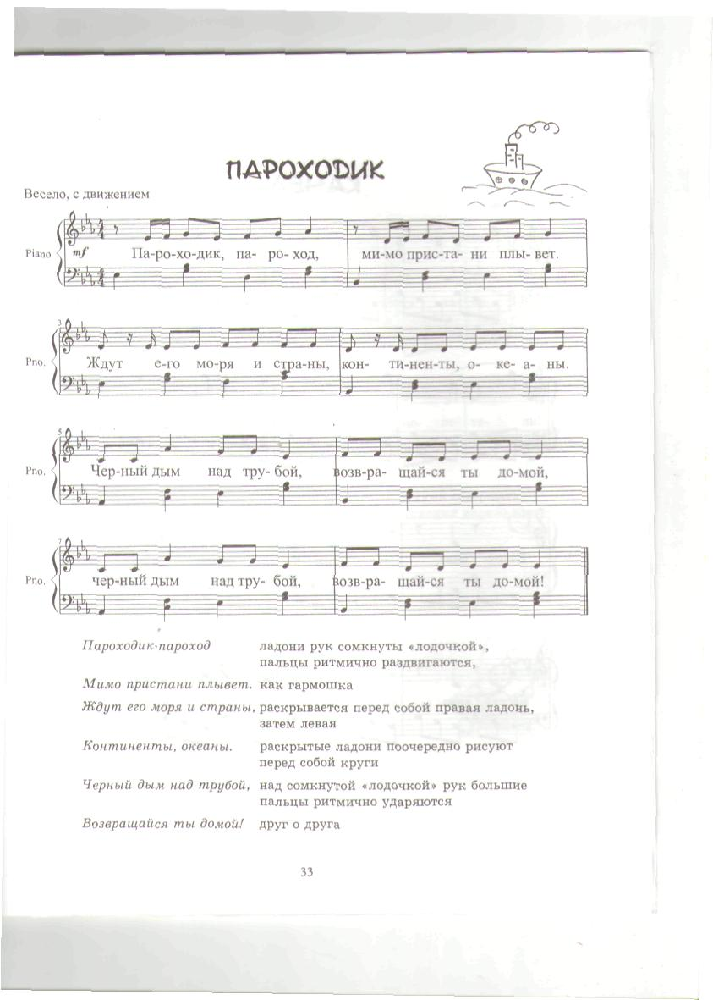 ПАРОХОДИК
Весело, с движением
Piano mf Па-ро-хо-дик, па- ро- ход, ми-мо прис-та- ни плы- вет.
3
Pno. Ждут е-го мо-ря и стра-ны, кон- ти-нен-ты, о- ке- а- ны.
5
Pno. Чер-ный дым над тру- бой, возв-ра- щай-ся ты до-мой,
7
Pno. чер-ный дым над тру- бой, возв-ра- щай-ся ты до-мой!
Пароходик-пароход ладони рук сомкнуты «лодочкой»,
пальцы ритмично раздвигаются,
Мимо пристани плывет. как гармошка
Ждут его моря и страны, раскрывается перед собой правая ладонь,
затем левая
Континенты, океаны. раскрытые ладони поочередно рисуют
перед собой круги
Черный дым над трубой, над сомкнутой «лодочкой» рук большие
пальцы ритмично ударяются
Возвращайся ты домой! друг о друга
33